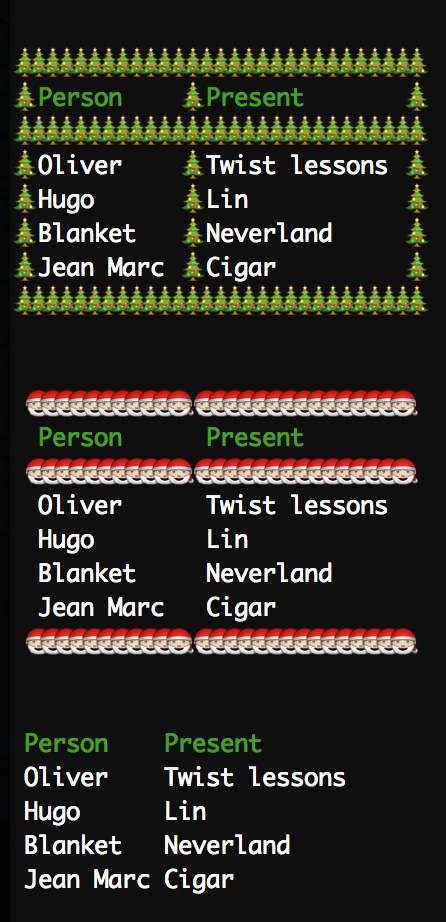 Person Present
Oliver Twist lessons
Hugo Lin
Blanket Neverland
Jean Marc Cigar
Person Present
Oliver Twist lessons
Hugo Lin
Blanket Neverland
Jean Marc Cigar
Person Present
Oliver Twist lessons
Hugo Lin
Blanket Neverland
Jean Marc Cigar